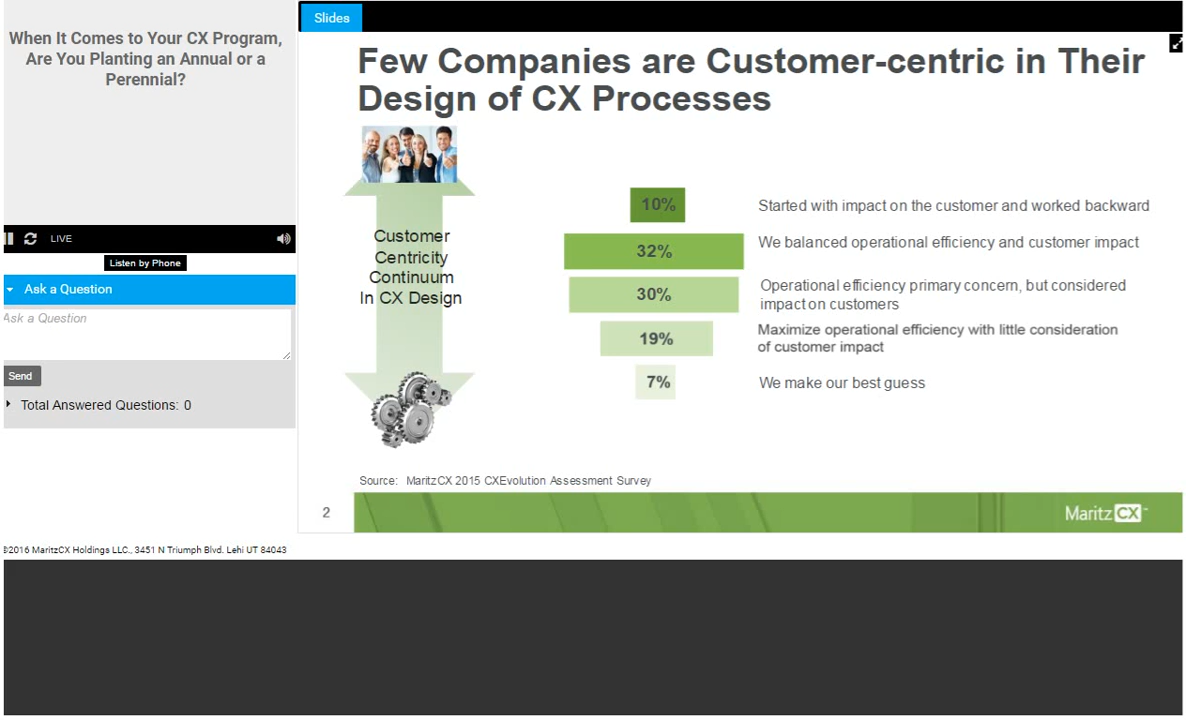 When It Comes to Your CX Program,
Are You Planting an Annual or a
Perennial?
LIVE
Listen by Phone
Ask a Question
Ask a Question
Send
Total Answered Questions: 0
Slides
Few Companies are Customer-centric in Their
Design of CX Processes
Customer
Centricity
Continuum
In CX Design
10%
Started with impact on the customer and worked backward
32%
We balanced operational efficiency and customer impact
30%
Operational efficiency primary concern, but considered
impact on customers
19%
Maximize operational efficiency with little consideration
of customer impact
7%
We make our best guess
Source: MaritzCX 2015 CXEvolution Assessment Survey
2
MaritzCX™
©2016 MaritzCX Holdings LLC., 3451 N Triumph Blvd. Lehi UT 84043